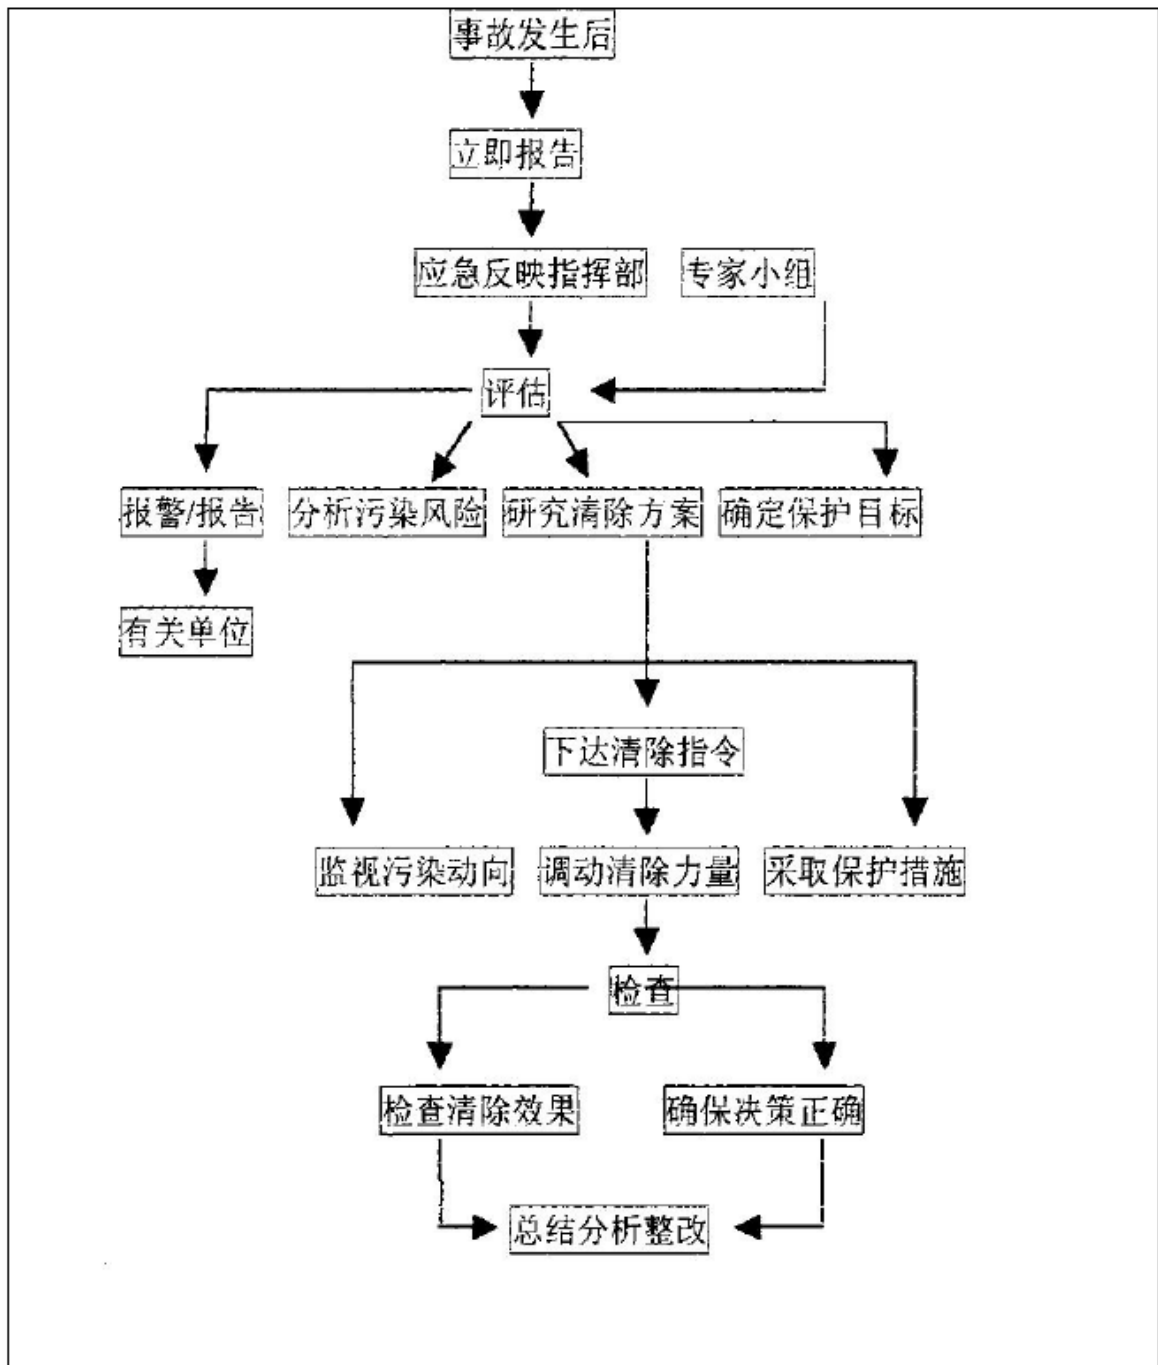 事故发生后
立即报告
应急反映指挥部
专家小组
评估
报警/报告
分析污染风险
研究清除方案
确定保护目标
有关单位
下达清除指令
监视污染动向
调动清除力量
采取保护措施
检查
检查清除效果
确保决策正确
总结分析整改